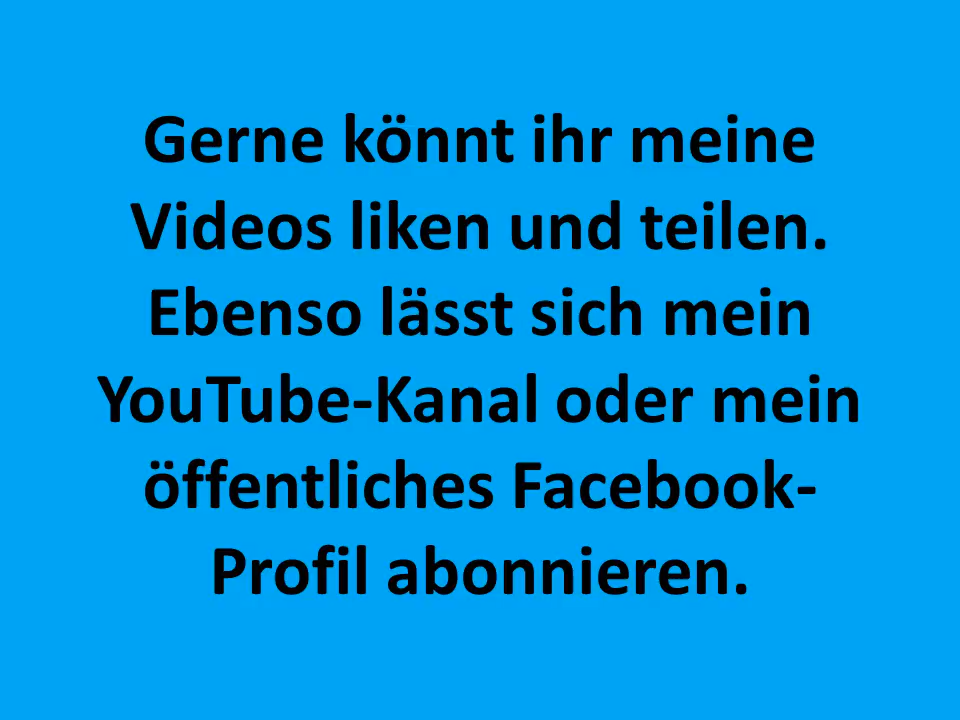 Gerne könnt ihr meine
Videos liken und teilen.
Ebenso lässt sich mein
YouTube-Kanal oder mein
öffentliches Facebook-
Profil abonnieren.